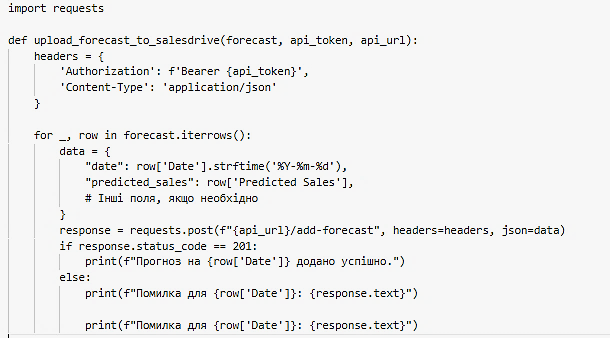 import requests
def upload_forecast_to_salesdrive(forecast, api_token, api_url):
    headers = {
        'Authorization': f'Bearer {api_token}',
        'Content-Type': 'application/json'
    }
    for _, row in forecast.iterrows():
        data = {
            "date": row['Date'].strftime('%Y-%m-%d'),
            "predicted_sales": row['Predicted Sales'],
            # Інші поля, якщо необхідно
        }
        response = requests.post(f"{api_url}/add-forecast", headers=headers, json=data)
        if response.status_code == 201:
            print(f"Прогноз на {row['Date']} додано успішно.")
        else:
            print(f"Помилка для {row['Date']}: {response.text}")
            print(f"Помилка для {row['Date']}: {response.text}")